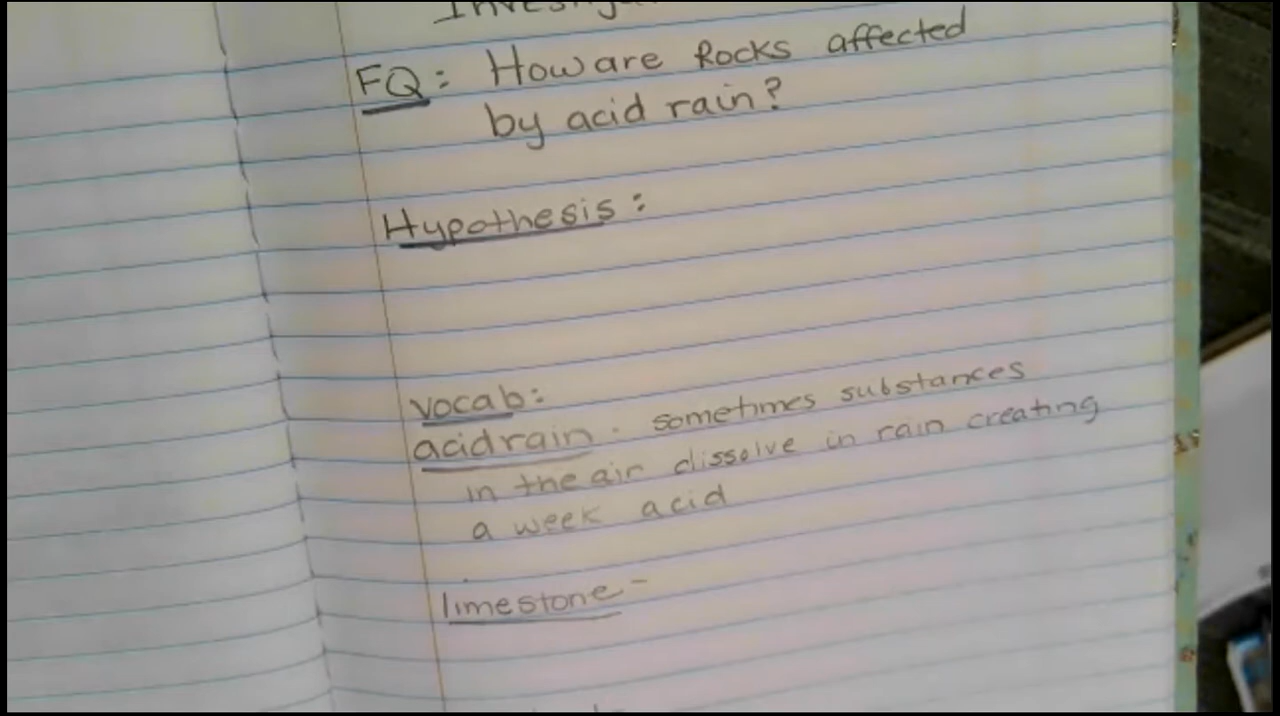 FQ: How are Rocks affected
by acid rain?
Hypothesis:
vocab:
acid rain - sometimes substances
in the air dissolve in rain creating
a week acid
limestone -